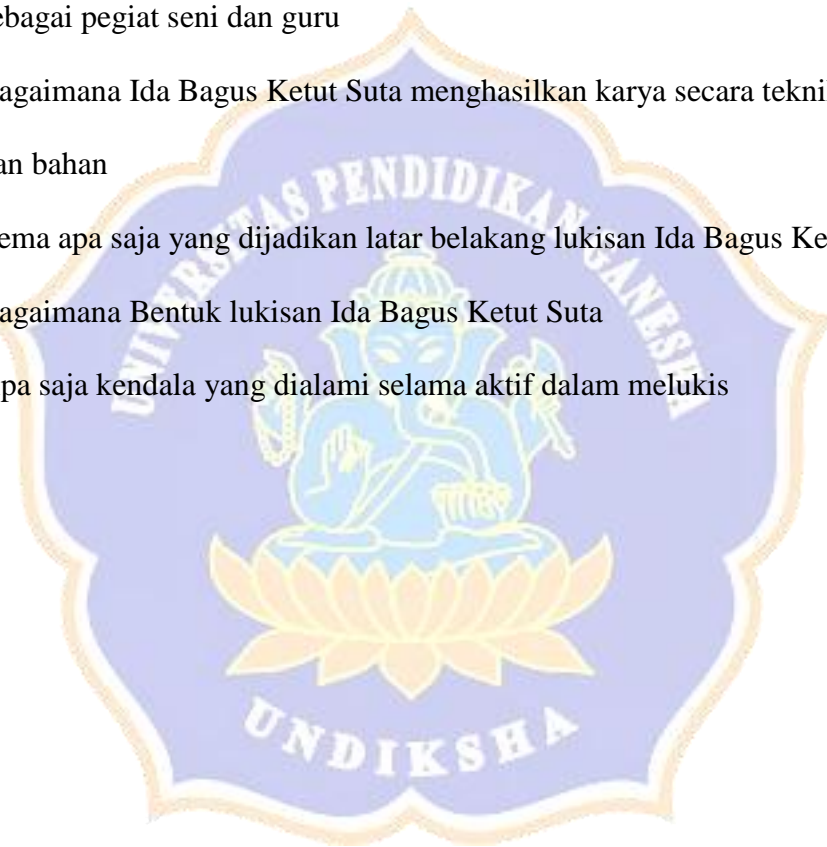 ebagai pegiat seni dan guru
agaimana Ida Bagus Ketut Suta menghasilkan karya secara tekni
an bahan
ema apa saja yang dijadikan latar belakang lukisan Ida Bagus Ke
agaimana Bentuk lukisan Ida Bagus Ketut Suta
pa saja kendala yang dialami selama aktif dalam melukis
UNIVERSITAS PENDIDIKAN GANESHA
UNDIKSHA